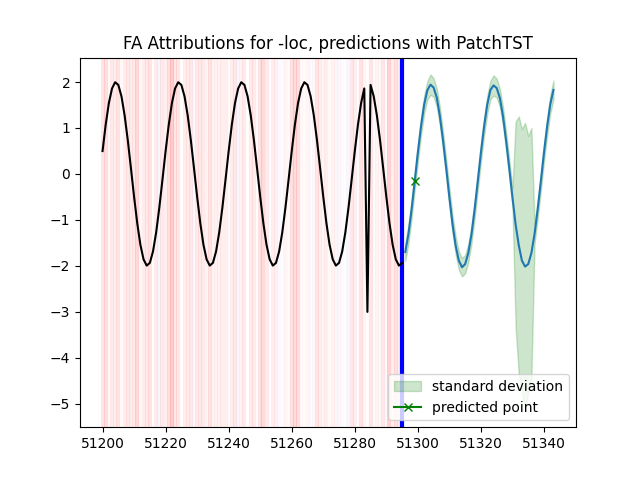 FA Attributions for -loc, predictions with PatchTST
2
1
0
−1
−2
−3
−4
−5
standard deviation
predicted point
51200 51220 51240 51260 51280 51300 51320 51340